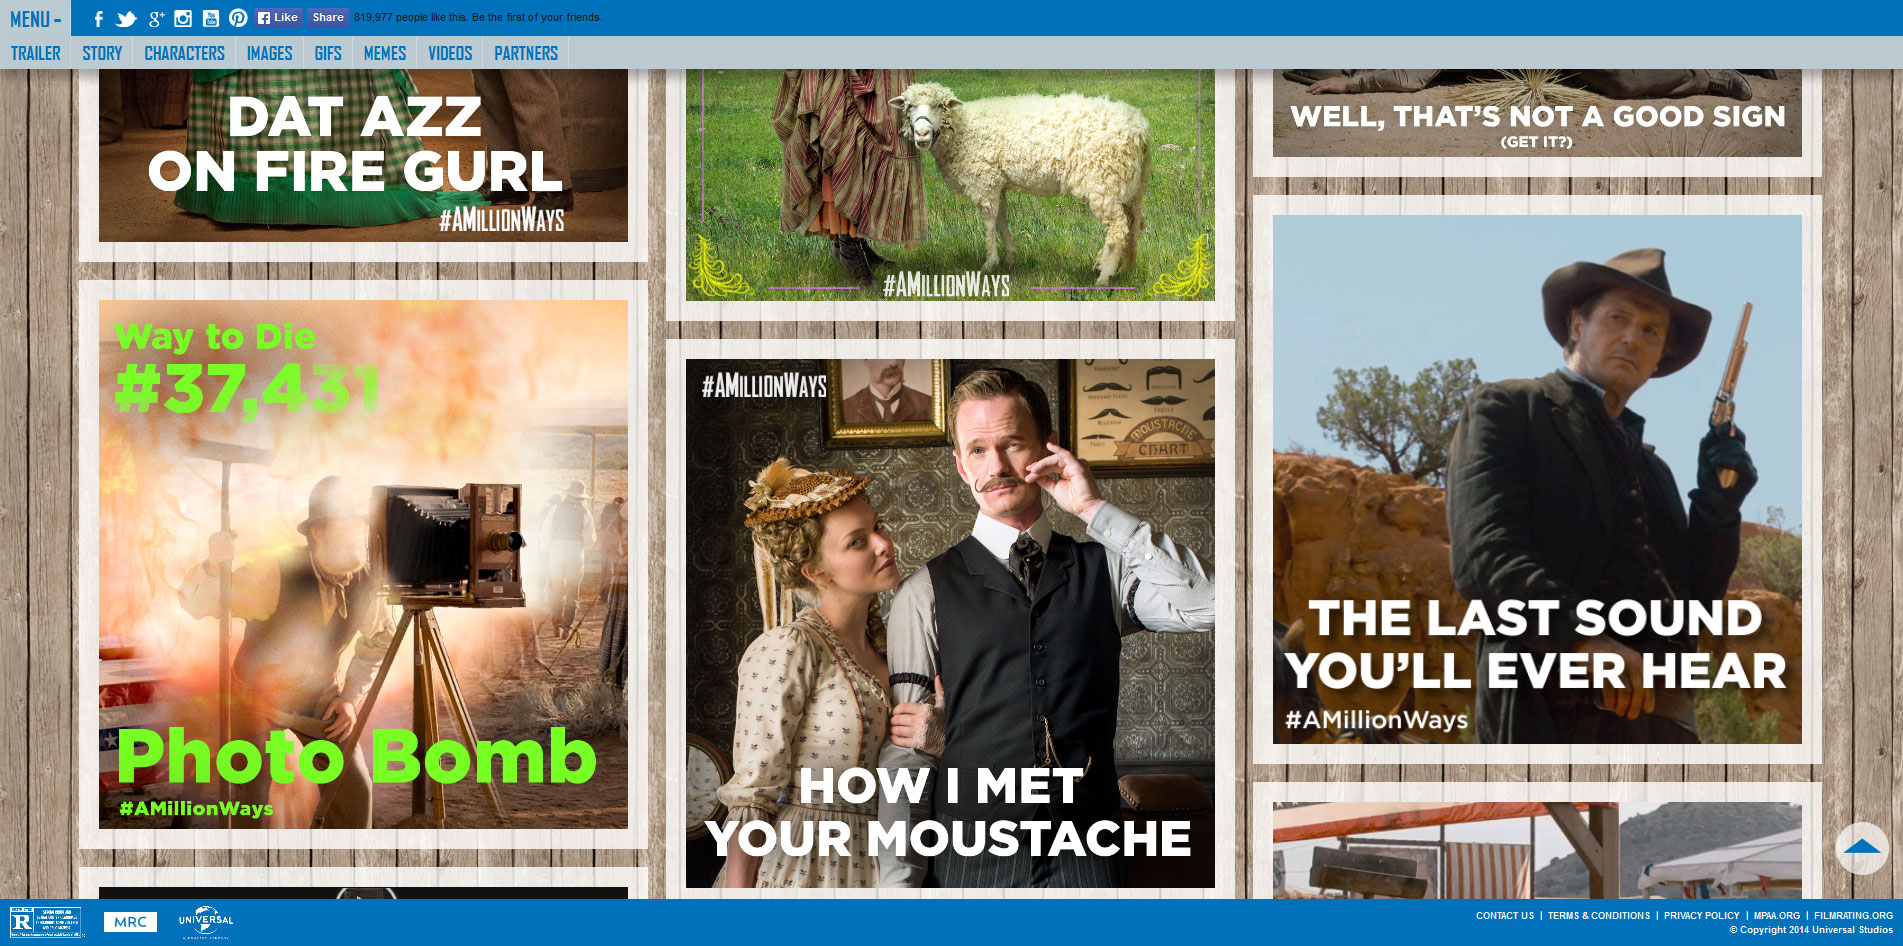 MENU -
Like
Share
819,977 people like this. Be the first of your friends.
TRAILER
STORY
CHARACTERS
IMAGES
GIFS
MEMES
VIDEOS
PARTNERS
DAT AZZ
ON FIRE GURL
#AMILLIONWAYS
#AMILLIONWAYS
WELL, THAT'S NOT A GOOD SIGN
(GET IT?)
Way to Die
#37,431
Photo Bomb
#AMillionWays
#AMILLIONWAYS
MOUSTACHE
CHART
HOW I MET
YOUR MOUSTACHE
THE LAST SOUND
YOU'LL EVER HEAR
#AMillionWays
R
MRC
UNIVERSAL
CONTACT US | TERMS & CONDITIONS | PRIVACY POLICY | MPAA.ORG | FILMRATING.ORG
© Copyright 2014 Universal Studios